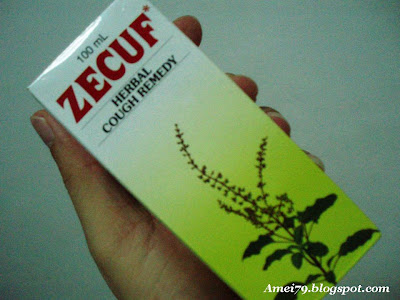 100 mL
ZECUF®
HERBAL
COUGH REMEDY
Amei79.blogspot.com